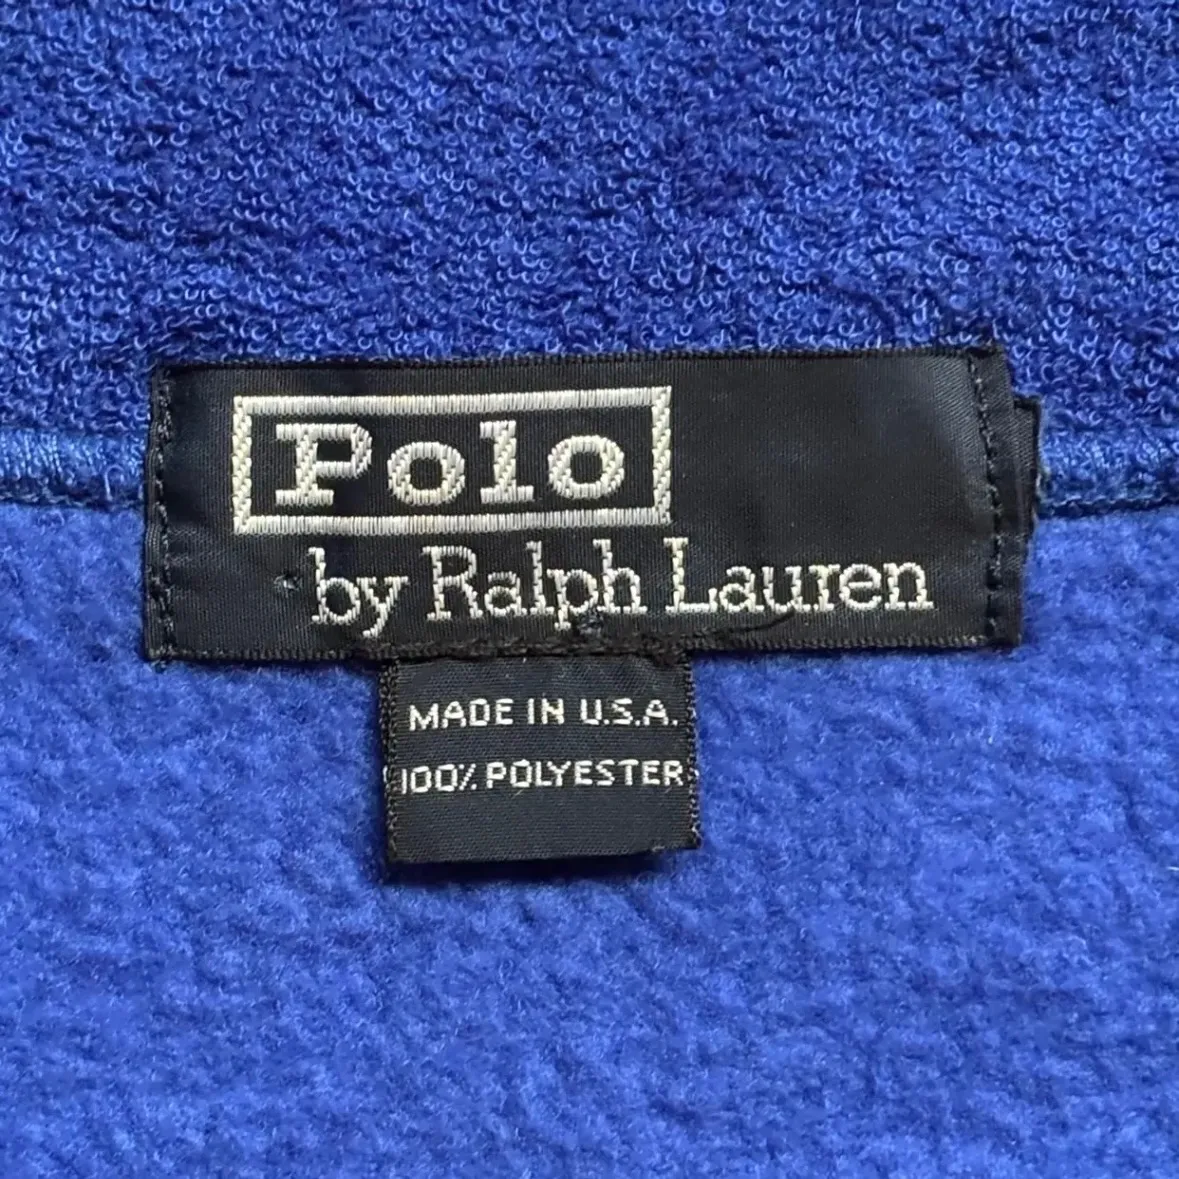 Polo
by Ralph Lauren
MADE IN U.S.A.
100% POLYESTER